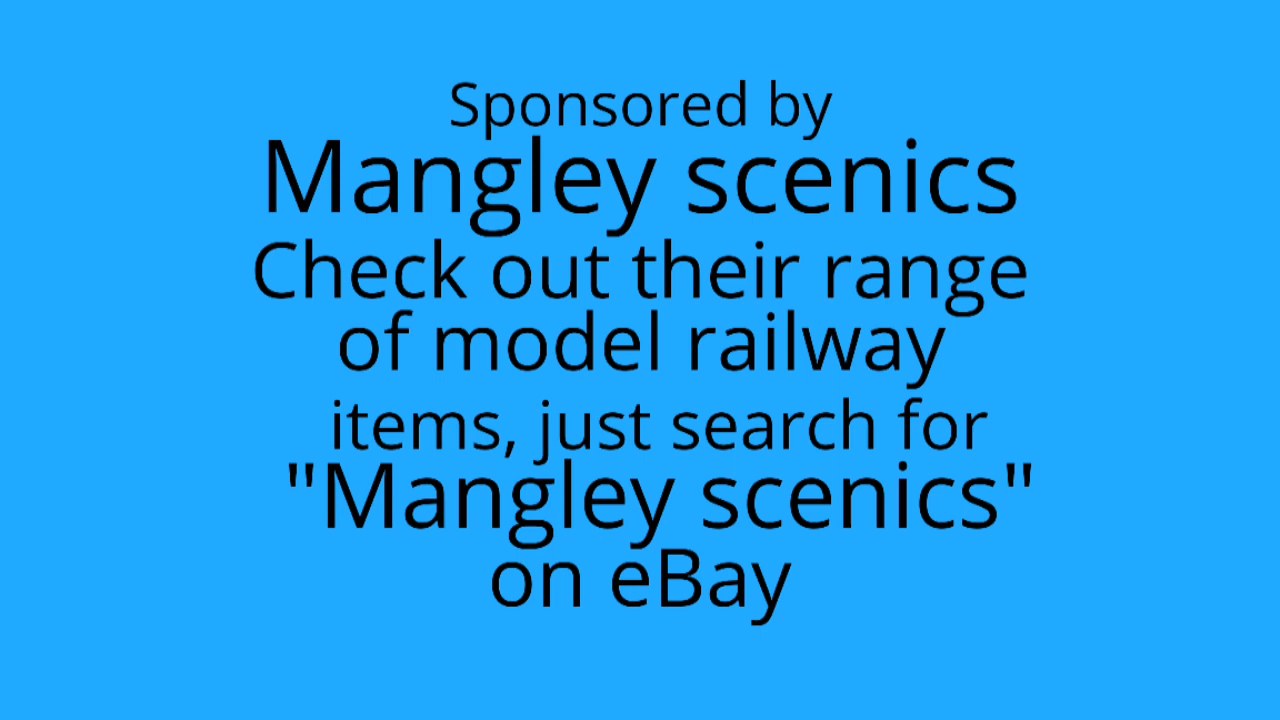 Sponsored by
Mangley scenics
Check out their range
of model railway
items, just search for
"Mangley scenics"
on eBay